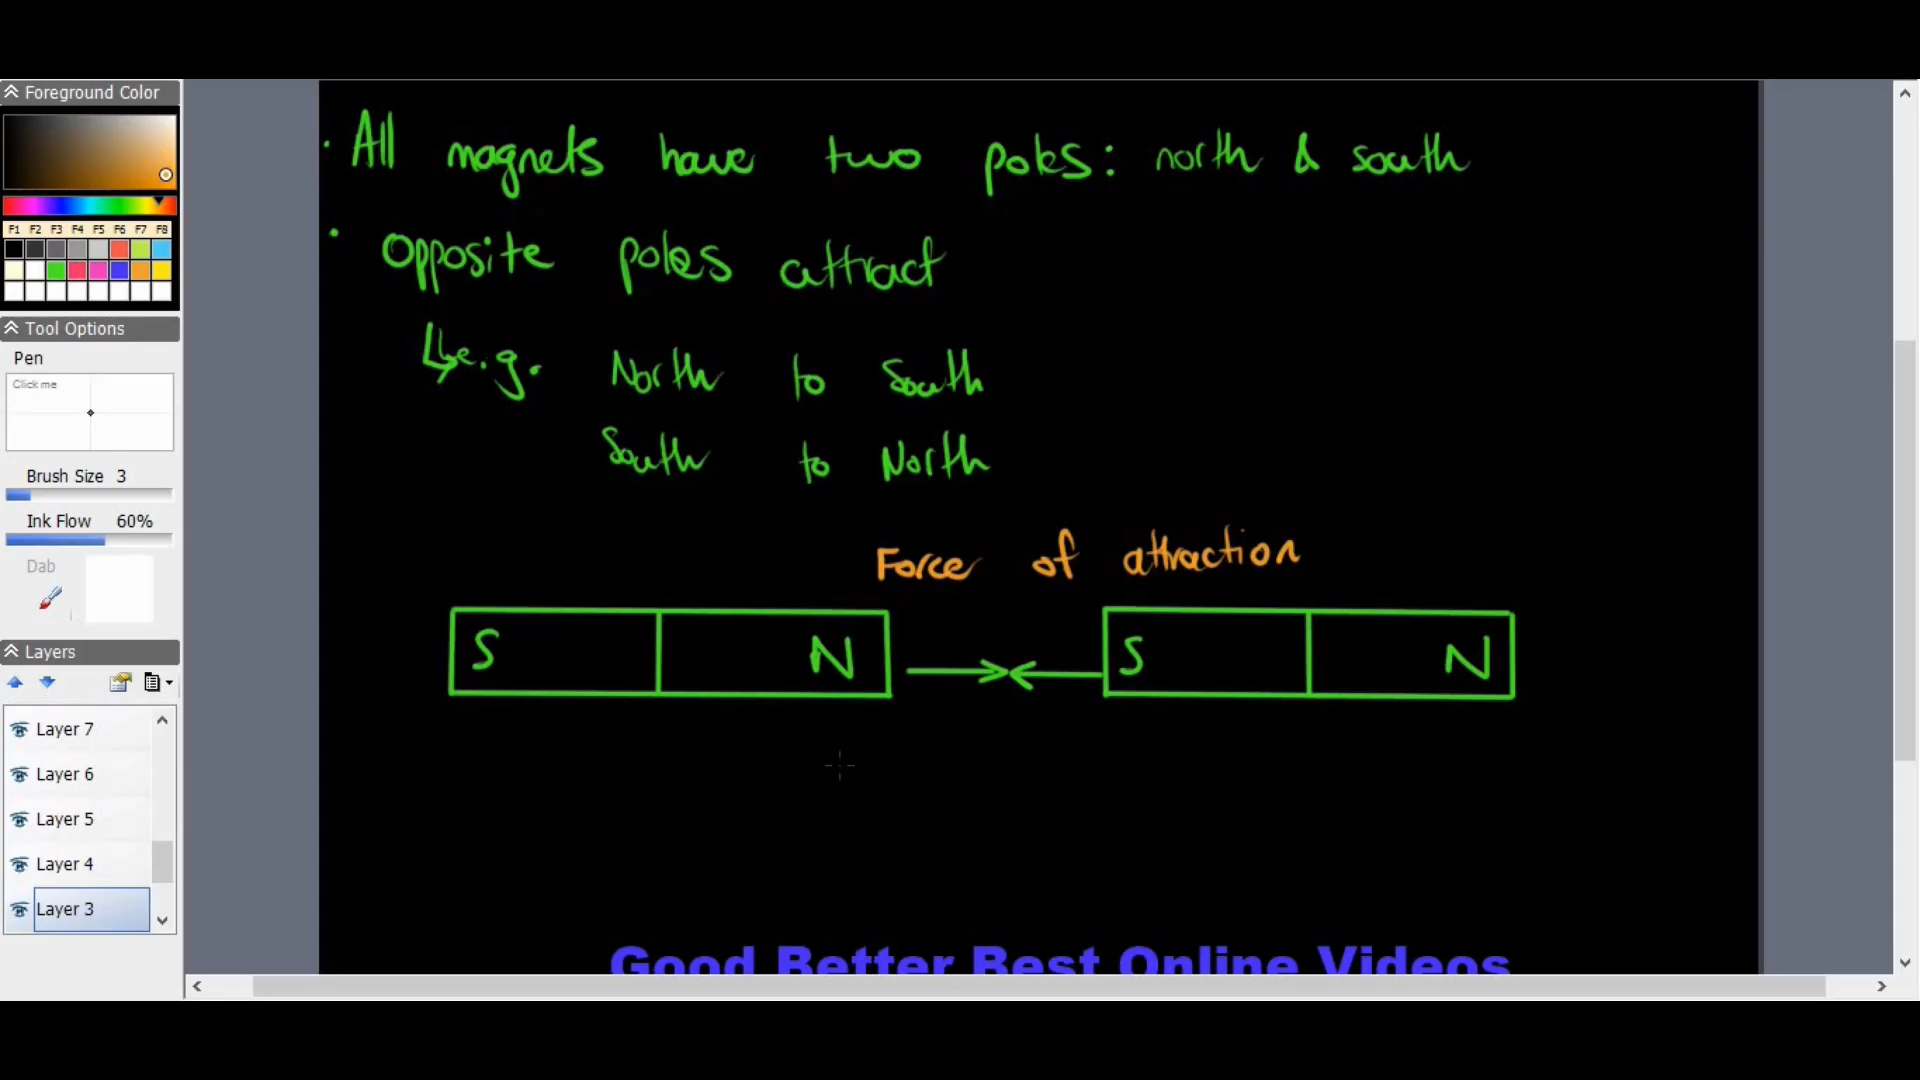 Foreground Color
F1 F2 F3 F4 F5 F6 F7 F8
Tool Options
Pen
Click me
Brush Size 3
Ink Flow 60%
Dab
Layers
Layer 7
Layer 6
Layer 5
Layer 4
Layer 3
· All magnets have two poles: north & south
· Opposite poles attract
↳ e.g. North to South
South to North
Force of attraction
S N → ← S N
Good Better Best Online Videos